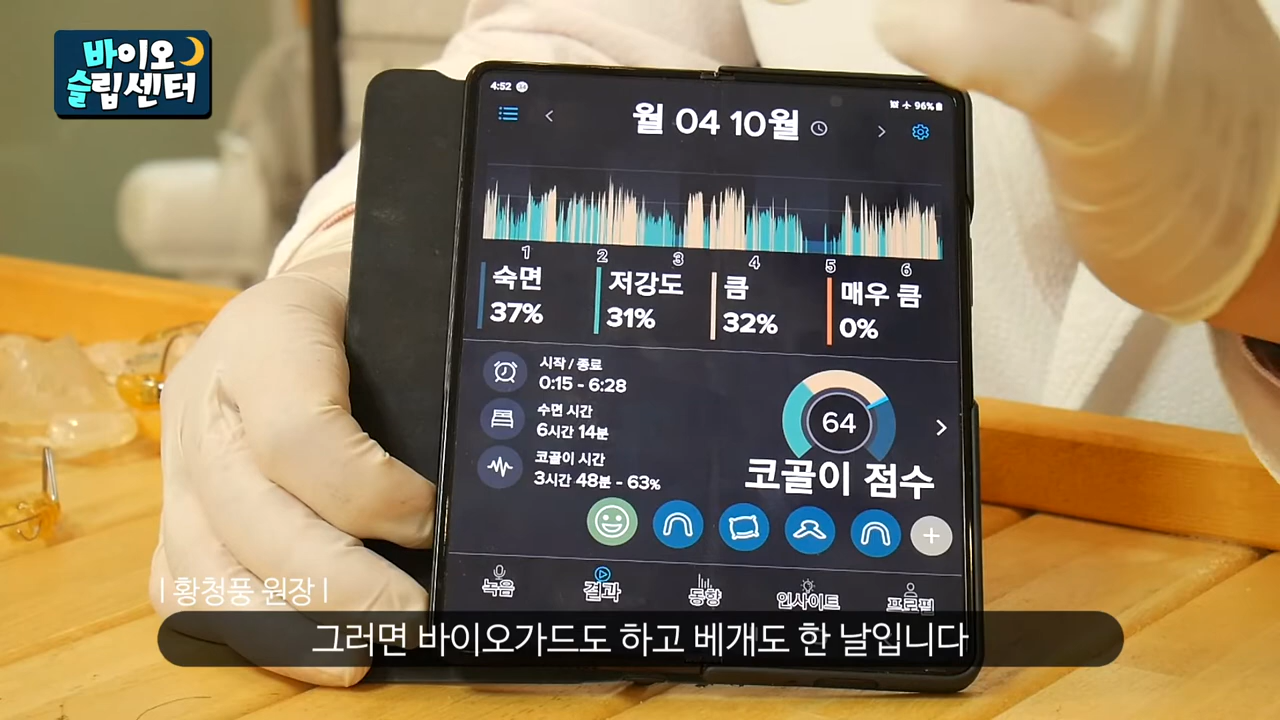 바이오
슬립센터
4:52
96%
월 04 10월
1 2 3 4 5 6
숙면 저강도 큼 매우 큼
37% 31% 32% 0%
시작 / 종료
0:15 - 6:28
수면 시간
6시간 14분
코골이 시간
3시간 48분 - 63%
64
코골이 점수
녹음 결과 동향 인사이트 프로필
| 황청풍 원장 |
그러면 바이오가드도 하고 베개도 한 날입니다